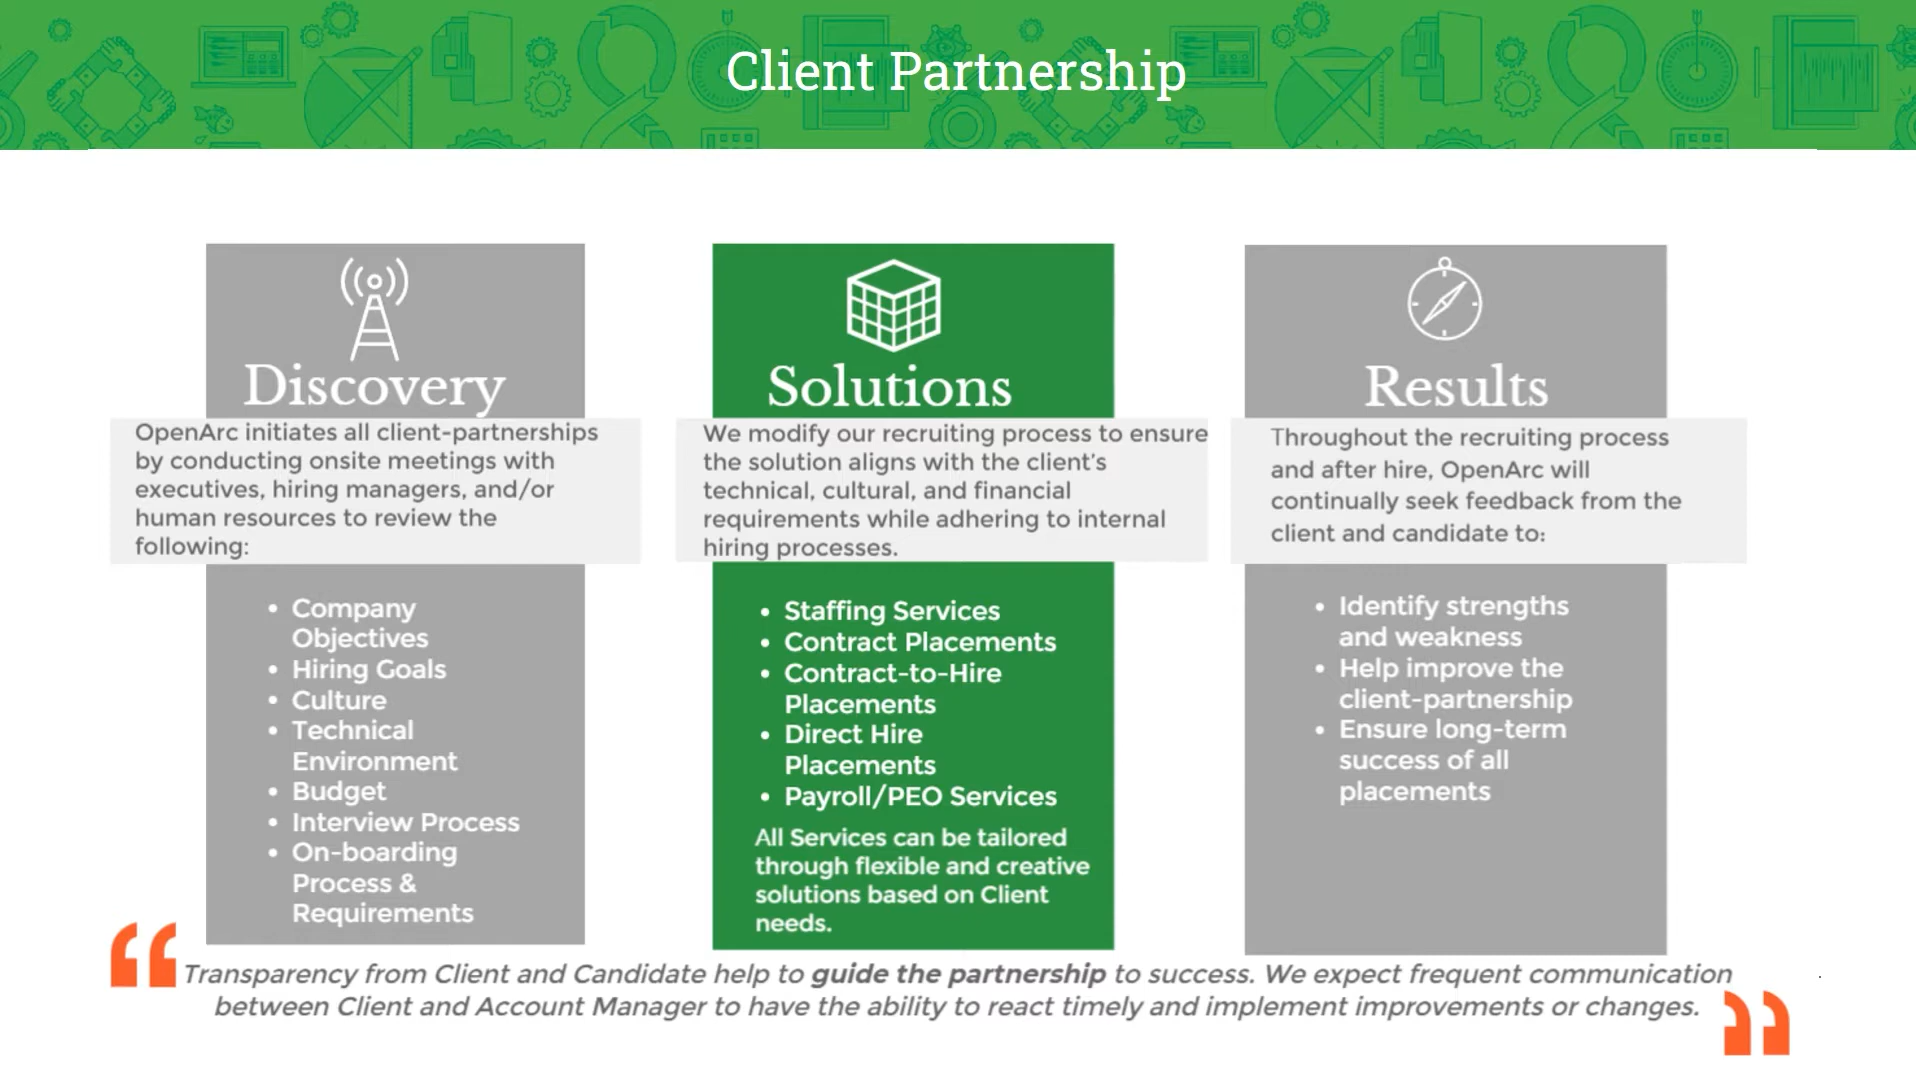 Client Partnership
Discovery
OpenArc initiates all client-partnerships
by conducting onsite meetings with
executives, hiring managers, and/or
human resources to review the
following:
• Company
Objectives
• Hiring Goals
• Culture
• Technical
Environment
• Budget
• Interview Process
• On-boarding
Process &
Requirements
Solutions
We modify our recruiting process to ensure
the solution aligns with the client's
technical, cultural, and financial
requirements while adhering to internal
hiring processes.
• Staffing Services
• Contract Placements
• Contract-to-Hire
Placements
• Direct Hire
Placements
• Payroll/PEO Services
All Services can be tailored
through flexible and creative
solutions based on Client
needs.
Results
Throughout the recruiting process
and after hire, OpenArc will
continually seek feedback from the
client and candidate to:
• Identify strengths
and weakness
• Help improve the
client-partnership
• Ensure long-term
success of all
placements
“Transparency from Client and Candidate help to guide the partnership to success. We expect frequent communication
between Client and Account Manager to have the ability to react timely and implement improvements or changes.”